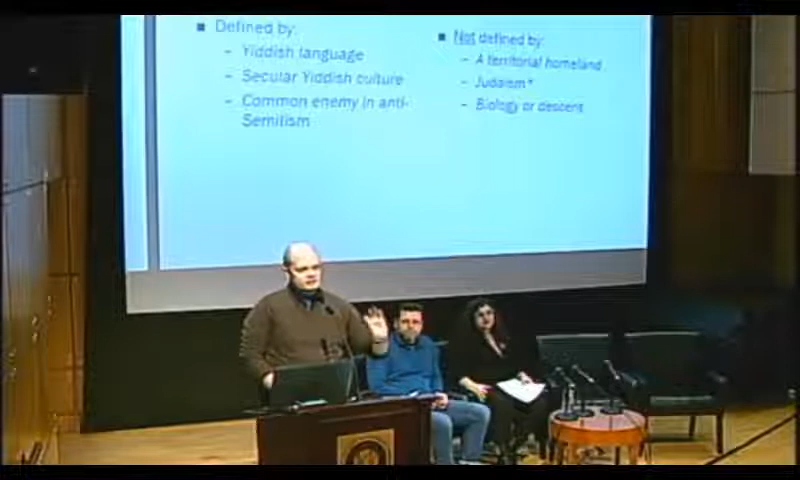 Defined by:
– Yiddish language
– Secular Yiddish culture
– Common enemy in anti-
Semitism
Not defined by:
– A territorial homeland
– Judaism*
– Biology or descent